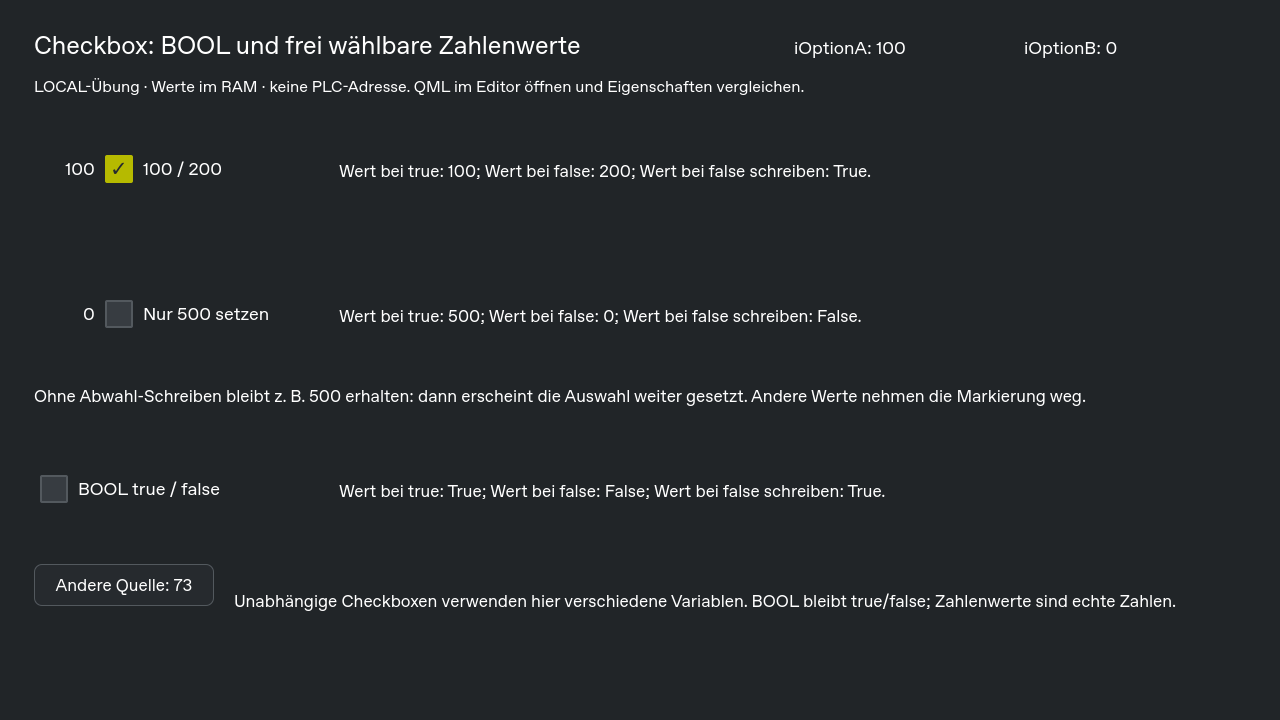 Checkbox: BOOL und frei wählbare Zahlenwerte
iOptionA: 100
iOptionB: 0
LOCAL-Übung · Werte im RAM · keine PLC-Adresse. QML im Editor öffnen und Eigenschaften vergleichen.
100 ✓ 100 / 200
Wert bei true: 100; Wert bei false: 200; Wert bei false schreiben: True.
0 Nur 500 setzen
Wert bei true: 500; Wert bei false: 0; Wert bei false schreiben: False.
Ohne Abwahl-Schreiben bleibt z. B. 500 erhalten: dann erscheint die Auswahl weiter gesetzt. Andere Werte nehmen die Markierung weg.
BOOL true / false
Wert bei true: True; Wert bei false: False; Wert bei false schreiben: True.
Andere Quelle: 73
Unabhängige Checkboxen verwenden hier verschiedene Variablen. BOOL bleibt true/false; Zahlenwerte sind echte Zahlen.